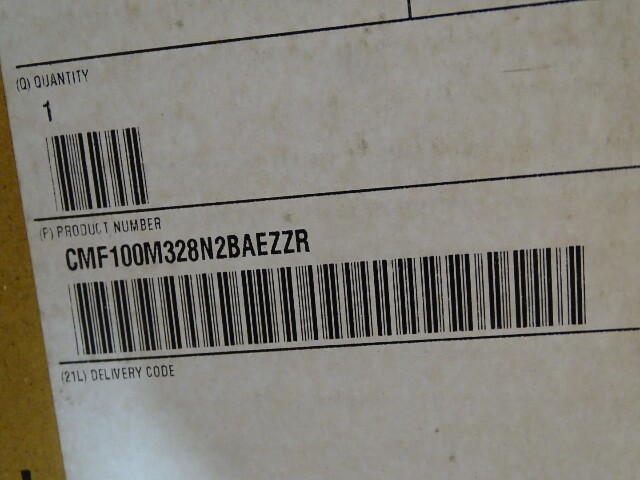 (Q) QUANTITY
1
(P) PRODUCT NUMBER
CMF100M328N2BAEZZR
(21L) DELIVERY CODE